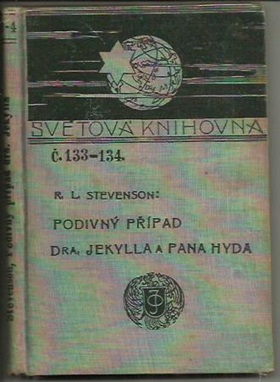 SVĚTOVÁ KNIHOVNA
Č. 133-134.
R. L. STEVENSON:
PODIVNÝ PŘÍPAD
DRA. JEKYLLA A PANA HYDA